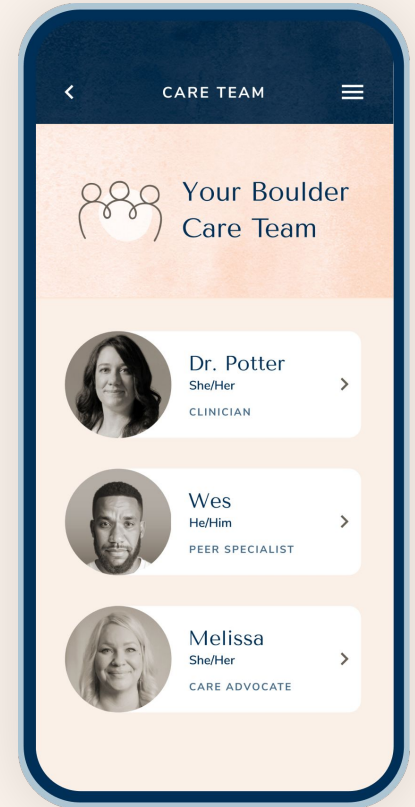 CARE TEAM
Your Boulder
Care Team
Dr. Potter
She/Her
CLINICIAN
Wes
He/Him
PEER SPECIALIST
Melissa
She/Her
CARE ADVOCATE